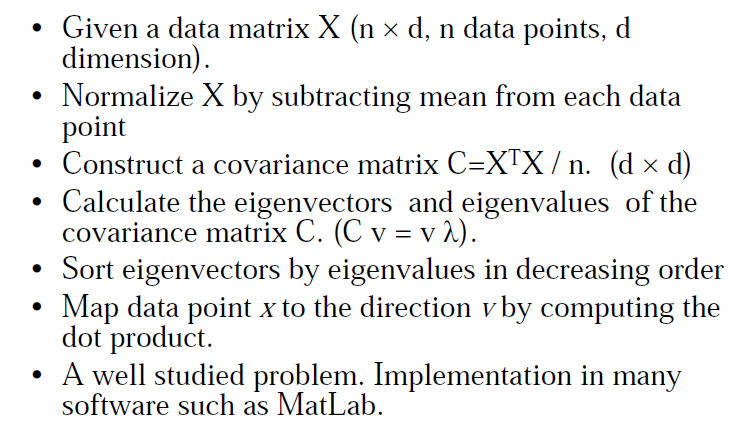 • Given a data matrix X (n × d, n data points, d
dimension).
• Normalize X by subtracting mean from each data
point
• Construct a covariance matrix C=XᵀX / n. (d × d)
• Calculate the eigenvectors and eigenvalues of the
covariance matrix C. (C v = v λ).
• Sort eigenvectors by eigenvalues in decreasing order
• Map data point x to the direction v by computing the
dot product.
• A well studied problem. Implementation in many
software such as MatLab.